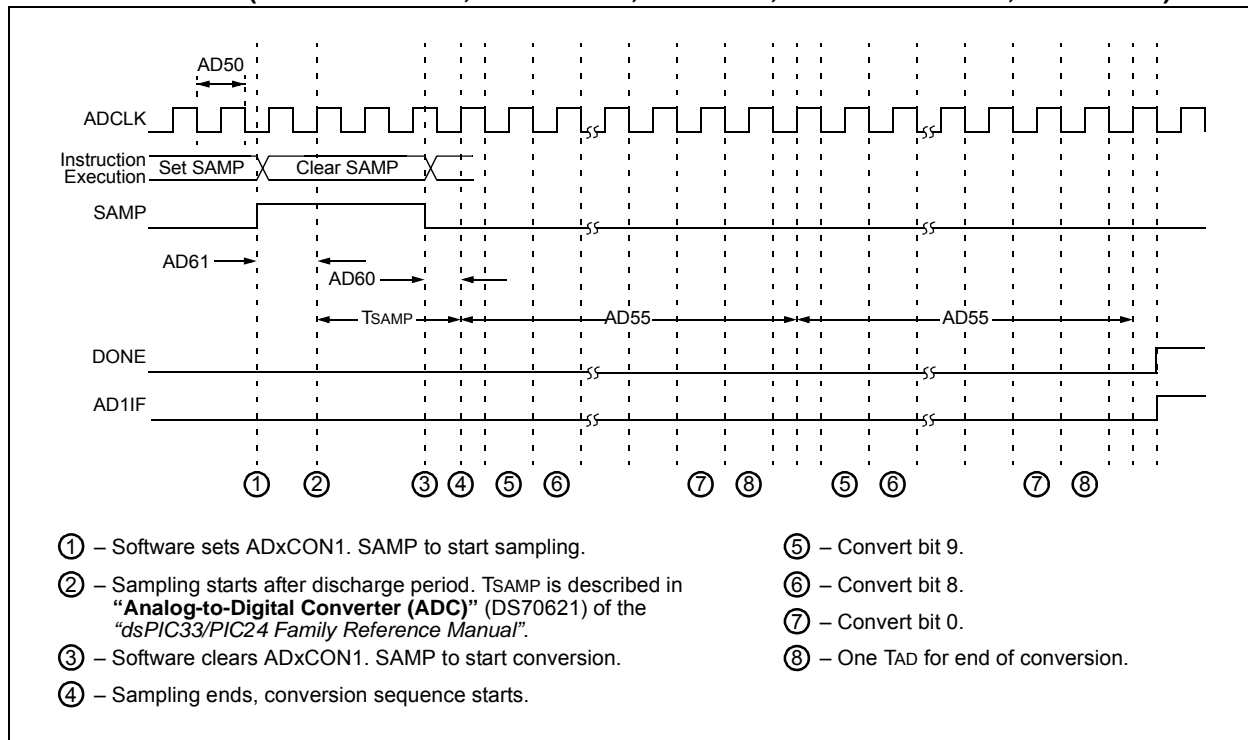 AD50
ADCLK
Instruction
Execution
Set SAMP
Clear SAMP
SAMP
AD61
AD60
TSAMP
AD55
AD55
DONE
AD1IF
1 2 3 4 5 6 7 8 5 6 7 8
1 – Software sets ADxCON1. SAMP to start sampling.
2 – Sampling starts after discharge period. TSAMP is described in
“Analog-to-Digital Converter (ADC)” (DS70621) of the
“dsPIC33/PIC24 Family Reference Manual”.
3 – Software clears ADxCON1. SAMP to start conversion.
4 – Sampling ends, conversion sequence starts.
5 – Convert bit 9.
6 – Convert bit 8.
7 – Convert bit 0.
8 – One TAD for end of conversion.